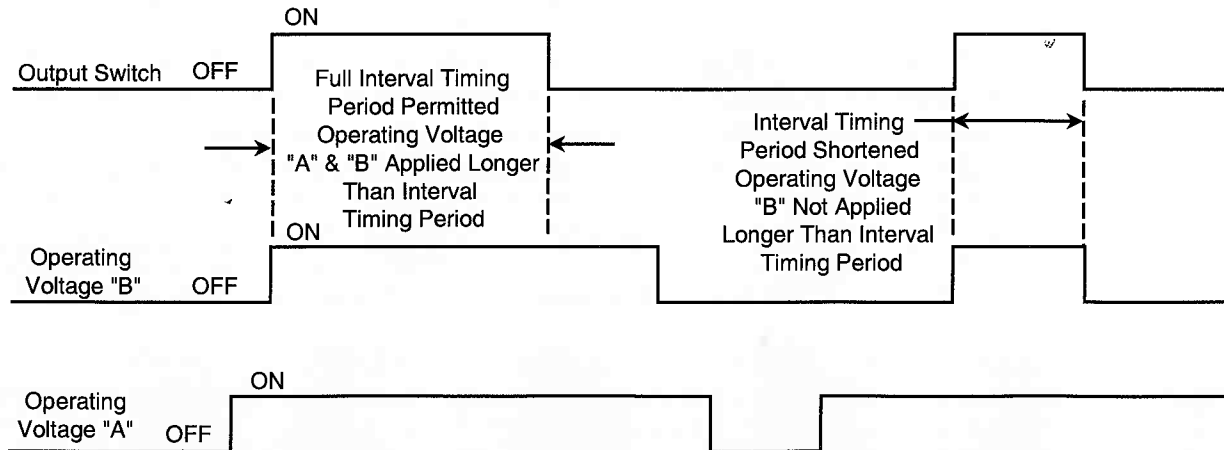 ON
Output Switch OFF
Full Interval Timing
Period Permitted
Operating Voltage
"A" & "B" Applied Longer
Than Interval
Timing Period
Interval Timing
Period Shortened
Operating Voltage
"B" Not Applied
Longer Than Interval
Timing Period
ON
Operating
Voltage "B" OFF
ON
Operating
Voltage "A" OFF